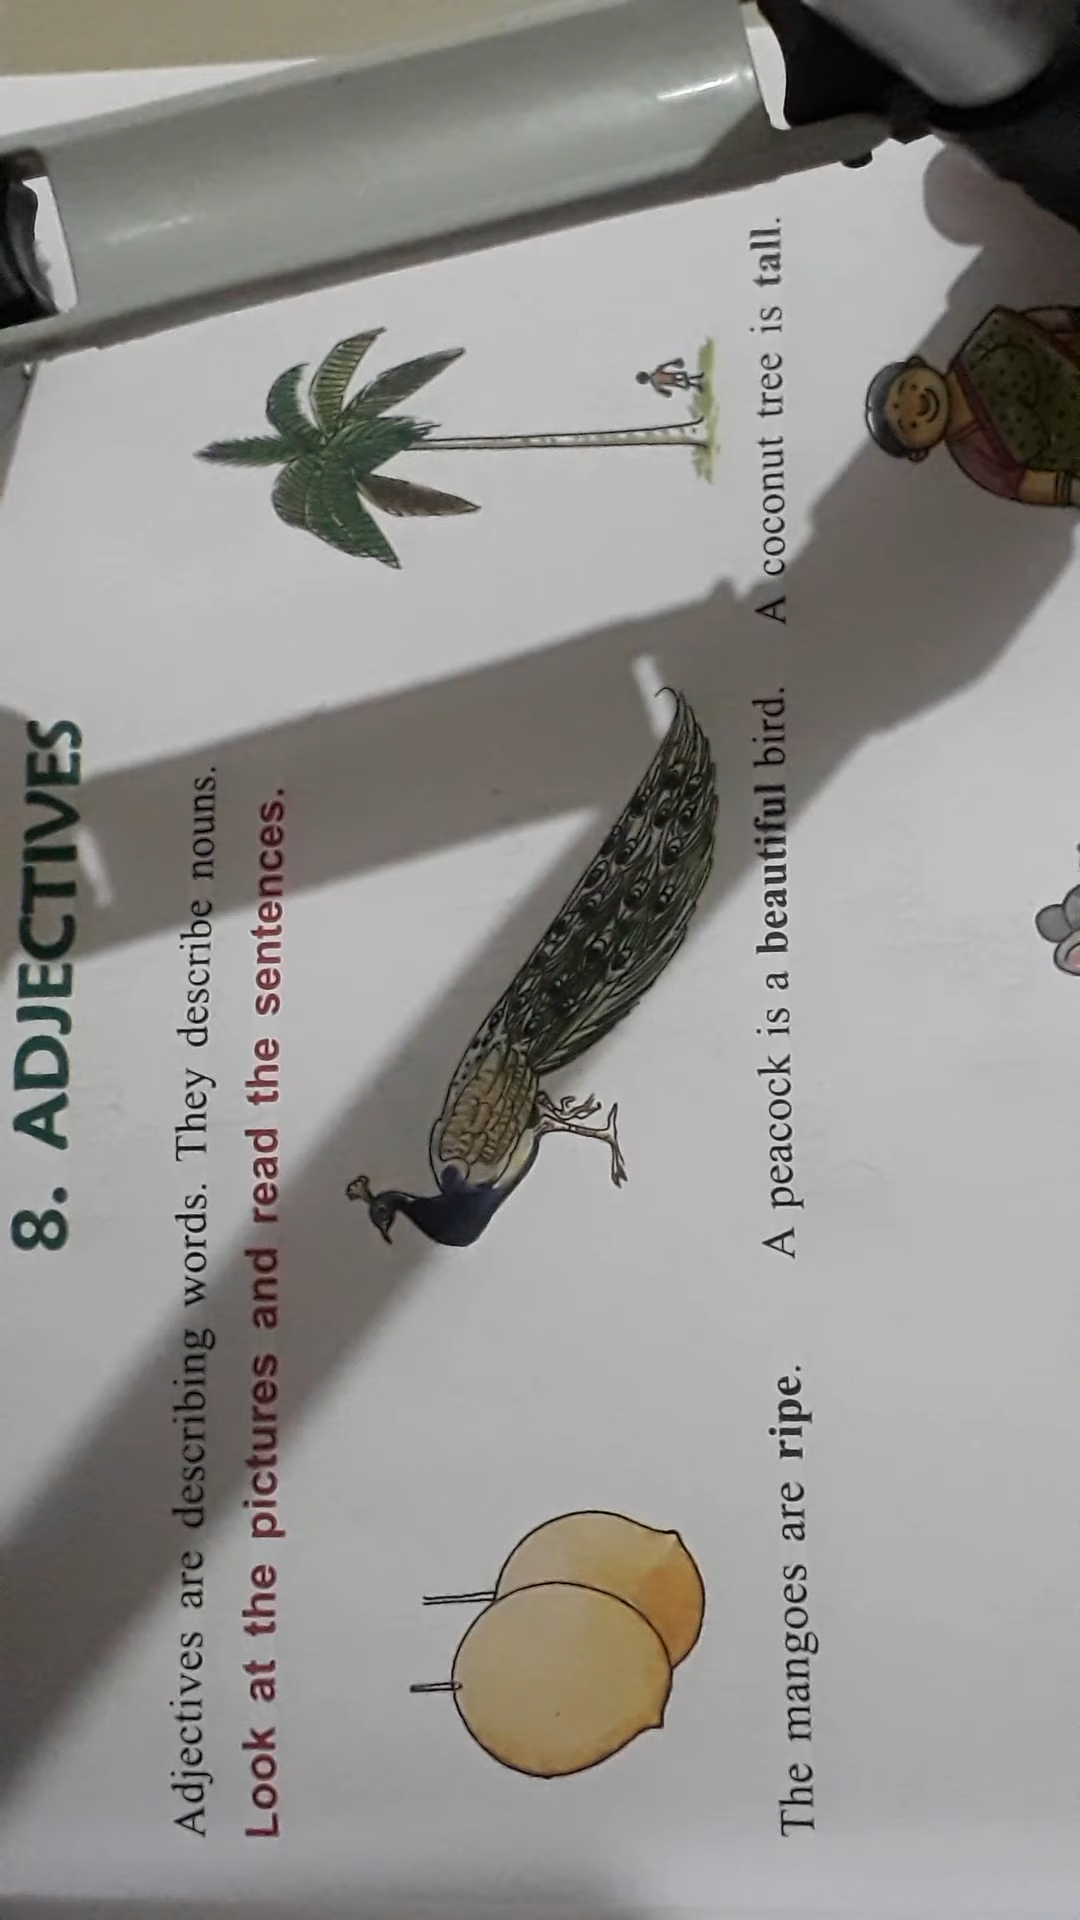 8. ADJECTIVES
Adjectives are describing words. They describe nouns.
Look at the pictures and read the sentences.
The mangoes are ripe. A peacock is a beautiful bird. A coconut tree is tall.